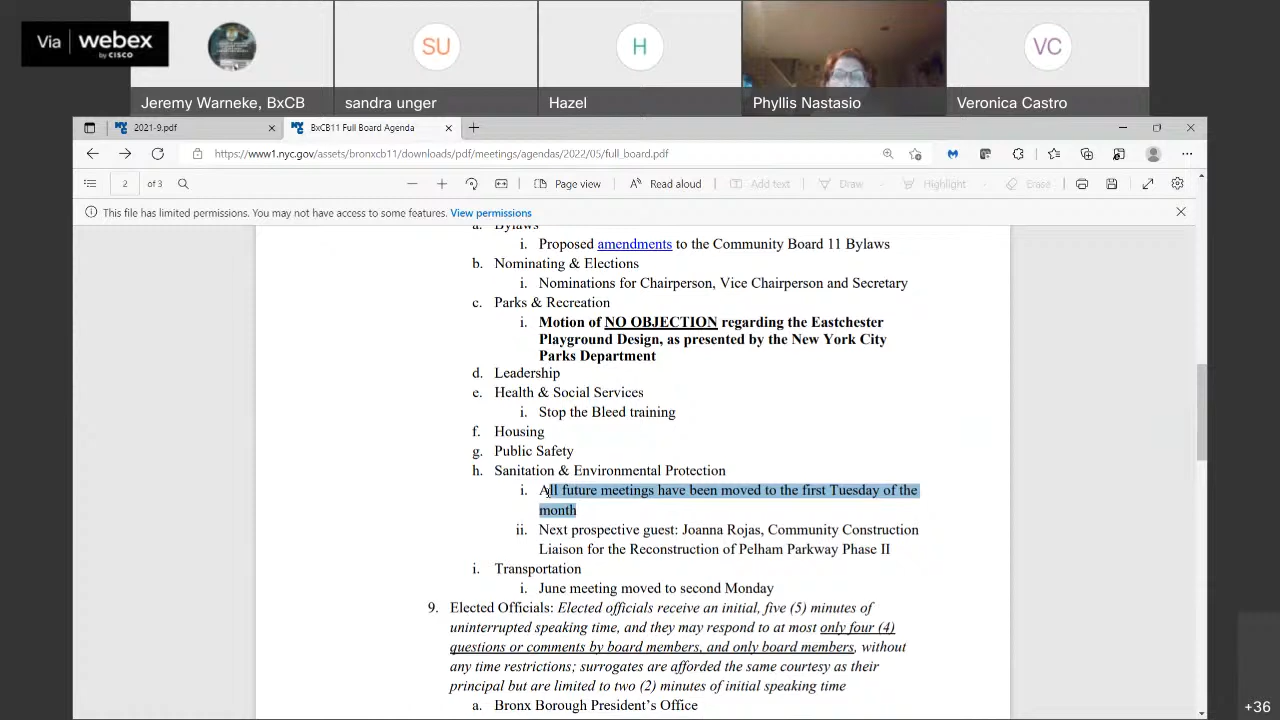 Via webex
by CISCO
SU
H
VC
Jeremy Warneke, BxCB
sandra unger
Hazel
Phyllis Nastasio
Veronica Castro
2021-9.pdf
BxCB11 Full Board Agenda
https://www1.nyc.gov/assets/bronxcb11/downloads/pdf/meetings/agendas/2022/05/full_board.pdf
2 of 3 Page view Read aloud Add text Draw Highlight Erase
This file has limited permissions. You may not have access to some features. View permissions
a. Bylaws
i. Proposed amendments to the Community Board 11 Bylaws
b. Nominating & Elections
i. Nominations for Chairperson, Vice Chairperson and Secretary
c. Parks & Recreation
i. Motion of NO OBJECTION regarding the Eastchester
Playground Design, as presented by the New York City
Parks Department
d. Leadership
e. Health & Social Services
i. Stop the Bleed training
f. Housing
g. Public Safety
h. Sanitation & Environmental Protection
i. All future meetings have been moved to the first Tuesday of the
month
ii. Next prospective guest: Joanna Rojas, Community Construction
Liaison for the Reconstruction of Pelham Parkway Phase II
i. Transportation
i. June meeting moved to second Monday
9. Elected Officials: Elected officials receive an initial, five (5) minutes of
uninterrupted speaking time, and they may respond to at most only four (4)
questions or comments by board members, and only board members, without
any time restrictions; surrogates are afforded the same courtesy as their
principal but are limited to two (2) minutes of initial speaking time
a. Bronx Borough President's Office
+36